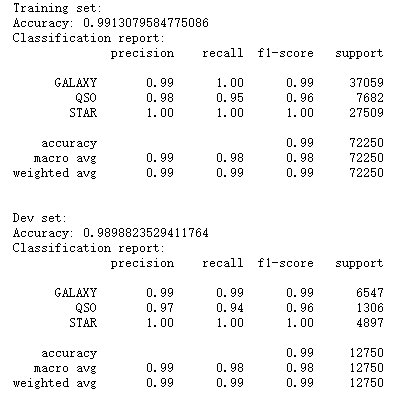 Training set:
Accuracy: 0.9913079584775086
Classification report:
precision recall f1-score support
GALAXY 0.99 1.00 0.99 37059
QSO 0.98 0.95 0.96 7682
STAR 1.00 1.00 1.00 27509
accuracy 0.99 72250
macro avg 0.99 0.98 0.98 72250
weighted avg 0.99 0.99 0.99 72250
Dev set:
Accuracy: 0.9898823529411764
Classification report:
precision recall f1-score support
GALAXY 0.99 0.99 0.99 6547
QSO 0.97 0.94 0.96 1306
STAR 1.00 1.00 1.00 4897
accuracy 0.99 12750
macro avg 0.99 0.98 0.98 12750
weighted avg 0.99 0.99 0.99 12750